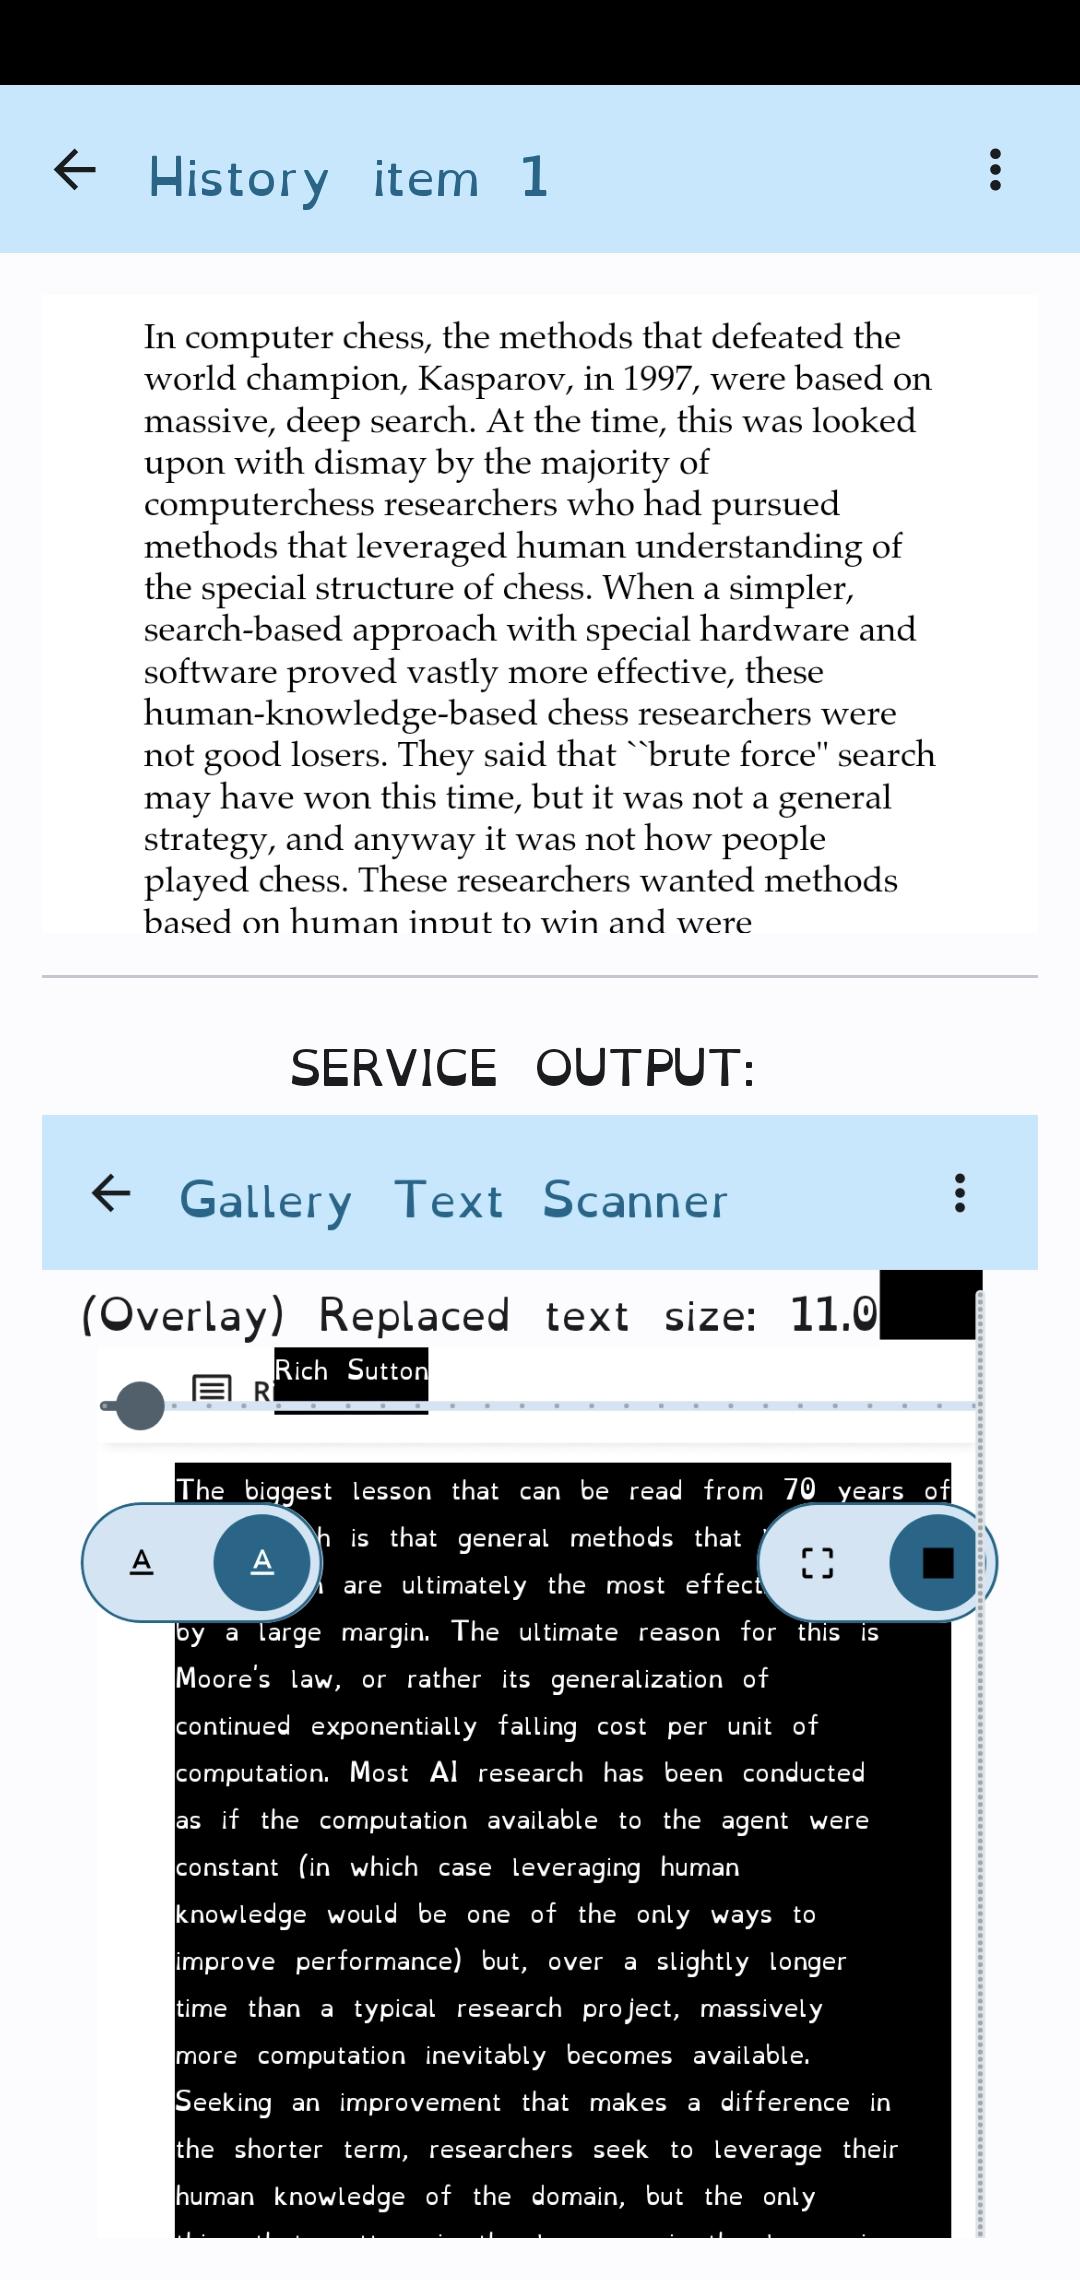 History item 1
In computer chess, the methods that defeated the
world champion, Kasparov, in 1997, were based on
massive, deep search. At the time, this was looked
upon with dismay by the majority of
computerchess researchers who had pursued
methods that leveraged human understanding of
the special structure of chess. When a simpler,
search-based approach with special hardware and
software proved vastly more effective, these
human-knowledge-based chess researchers were
not good losers. They said that ``brute force" search
may have won this time, but it was not a general
strategy, and anyway it was not how people
played chess. These researchers wanted methods
based on human input to win and were
SERVICE OUTPUT:
Gallery Text Scanner
(Overlay) Replaced text size: 11.0
Rich Sutton
The biggest lesson that can be read from 70 years of
is that general methods that
are ultimately the most
by a large margin. The ultimate reason for this is
Moore's law, or rather its generalization of
continued exponentially falling cost per unit of
computation. Most AI research has been conducted
as if the computation available to the agent were
constant (in which case leveraging human
knowledge would be one of the only ways to
improve performance) but, over a slightly longer
time than a typical research project, massively
more computation inevitably becomes available.
Seeking an improvement that makes a difference in
the shorter term, researchers seek to leverage their
human knowledge of the domain, but the only